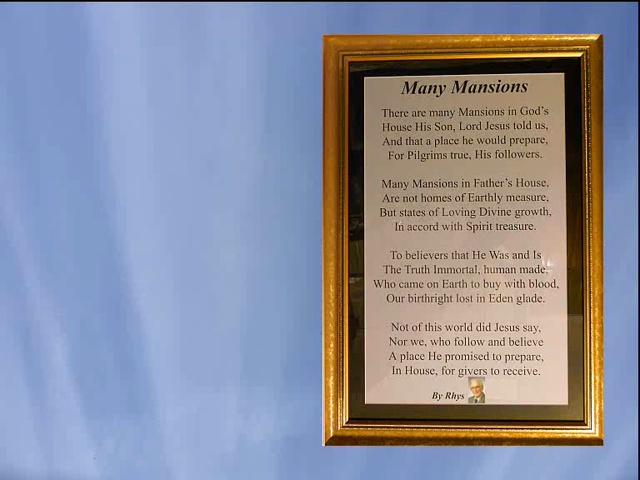 Many Mansions
There are many Mansions in God's
House His Son, Lord Jesus told us,
And that a place he would prepare,
For Pilgrims true, His followers.
Many Mansions in Father's House,
Are not homes of Earthly measure,
But states of Loving Divine growth,
In accord with Spirit treasure.
To believers that He Was and Is
The Truth Immortal, human made,
Who came on Earth to buy with blood,
Our birthright lost in Eden glade.
Not of this world did Jesus say,
Nor we, who follow and believe
A place He promised to prepare,
In House, for givers to receive.
By Rhys